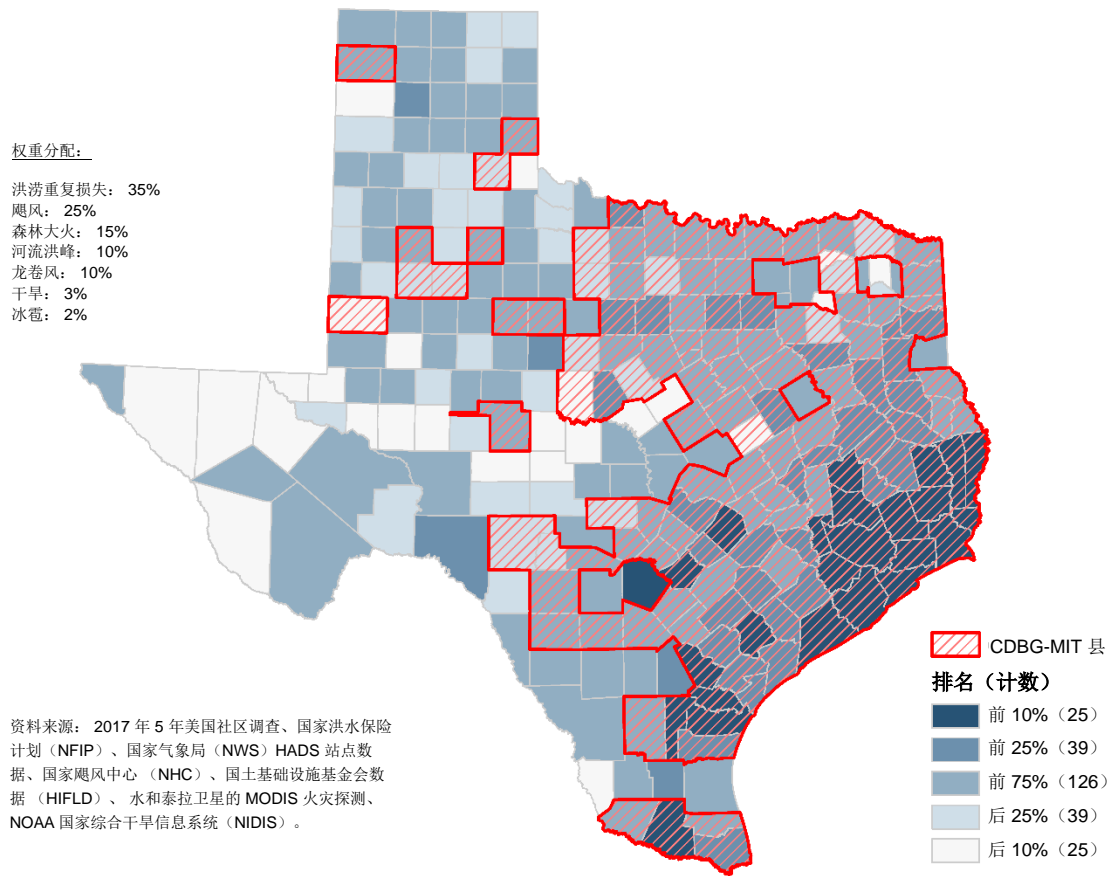 权重分配:
洪涝重复损失: 35%
飓风: 25%
森林大火: 15%
河流洪峰: 10%
龙卷风: 10%
干旱: 3%
冰雹: 2%
资料来源: 2017 年 5 年美国社区调查、国家洪水保险
计划（NFIP）、国家气象局（NWS）HADS 站点数
据、国家飓风中心 （NHC）、国土基础设施基金会数
据 （HIFLD）、 水和泰拉卫星的 MODIS 火灾探测、
NOAA 国家综合干旱信息系统（NIDIS）。
CDBG-MIT 县
排名（计数）
前 10%（25）
前 25%（39）
前 75%（126）
后 25%（39）
后 10%（25）